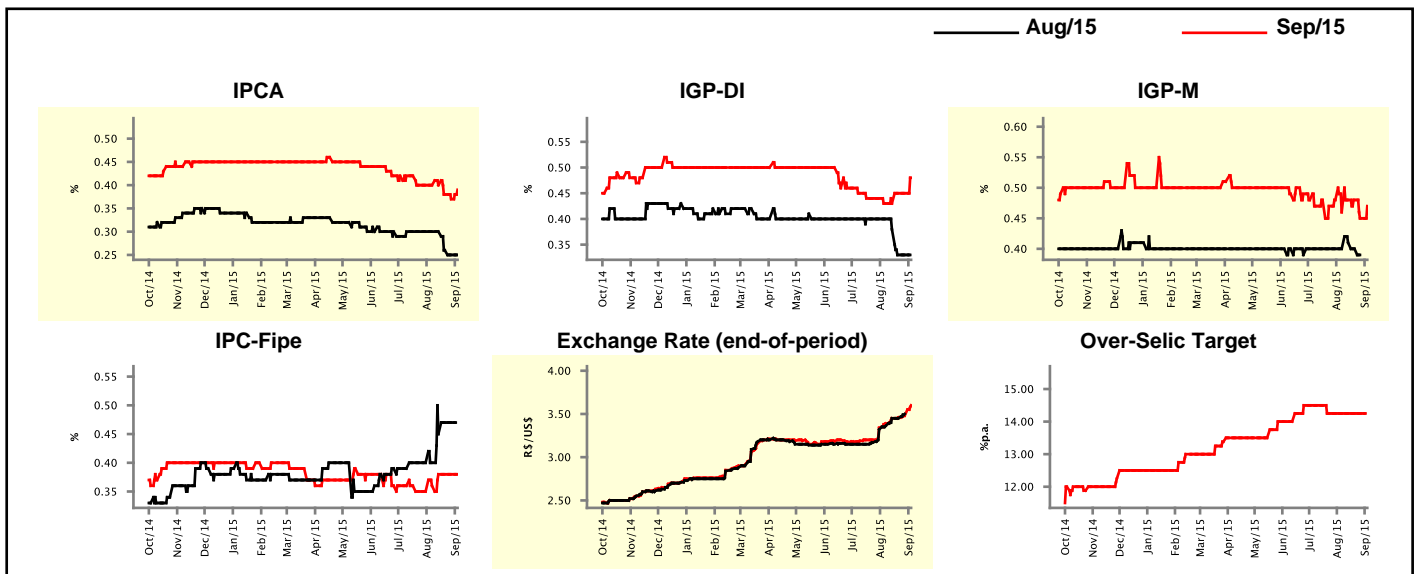 Aug/15 Sep/15
IPCA
%
0.50
0.45
0.40
0.35
0.30
0.25
Oct/14 Nov/14 Dec/14 Jan/15 Feb/15 Mar/15 Apr/15 May/15 Jun/15 Jul/15 Aug/15 Sep/15
IGP-DI
%
0.55
0.50
0.45
0.40
0.35
Oct/14 Nov/14 Dec/14 Jan/15 Feb/15 Mar/15 Apr/15 May/15 Jun/15 Jul/15 Aug/15 Sep/15
IGP-M
%
0.60
0.55
0.50
0.45
0.40
Oct/14 Nov/14 Dec/14 Jan/15 Feb/15 Mar/15 Apr/15 May/15 Jun/15 Jul/15 Aug/15 Sep/15
IPC-Fipe
%
0.55
0.50
0.45
0.40
0.35
Oct/14 Nov/14 Dec/14 Jan/15 Feb/15 Mar/15 Apr/15 May/15 Jun/15 Jul/15 Aug/15 Sep/15
Exchange Rate (end-of-period)
R$/US$
4.00
3.50
3.00
2.50
Oct/14 Nov/14 Dec/14 Jan/15 Feb/15 Mar/15 Apr/15 May/15 Jun/15 Jul/15 Aug/15 Sep/15
Over-Selic Target
%p.a.
15.00
14.00
13.00
12.00
Oct/14 Nov/14 Dec/14 Jan/15 Feb/15 Mar/15 Apr/15 May/15 Jun/15 Jul/15 Aug/15 Sep/15